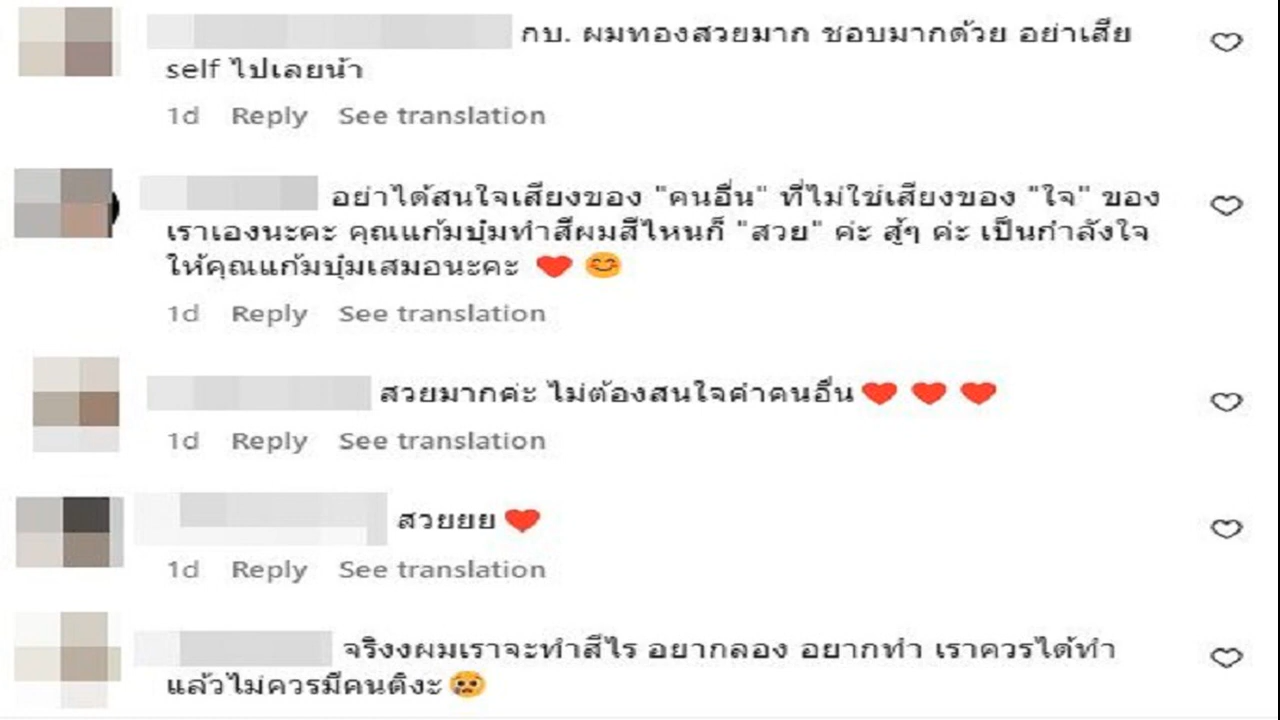 กบ. ผมทองสวยมาก ชอบมากด้วย อย่าเสีย
self ไปเลยน้า
1d Reply See translation
อย่าได้สนใจเสียงของ "คนอื่น" ที่ไม่ใช่เสียงของ "ใจ" ของ
เราเองนะคะ คุณแก้มบุ๋มทำสีผมสีไหนก็ "สวย" ค่ะ สู้ๆ ค่ะ เป็นกำลังใจ
ให้คุณแก้มบุ๋มเสมอนะคะ ❤️ 😊
1d Reply See translation
สวยมากค่ะ ไม่ต้องสนใจคำคนอื่น❤️ ❤️ ❤️
1d Reply See translation
สวยยย❤️
1d Reply See translation
จริงงผมเราจะทำสีไร อยากลอง อยากทำ เราควรได้ทำ
แล้วไม่ควรมีคนติงะ😢